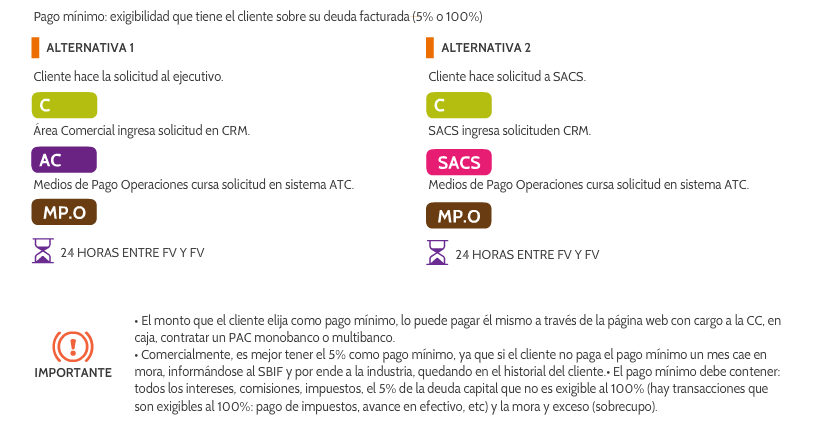 Pago mínimo: exigibilidad que tiene el cliente sobre su deuda facturada (5% o 100%)
ALTERNATIVA 1
Cliente hace la solicitud al ejecutivo.
C
Área Comercial ingresa solicitud en CRM.
AC
Medios de Pago Operaciones cursa solicitud en sistema ATC.
MP.O
24 HORAS ENTRE FV Y FV
ALTERNATIVA 2
Cliente hace solicitud a SACS.
C
SACS ingresa solicituden CRM.
SACS
Medios de Pago Operaciones cursa solicitud en sistema ATC.
MP.O
24 HORAS ENTRE FV Y FV
IMPORTANTE
• El monto que el cliente elija como pago mínimo, lo puede pagar él mismo a través de la página web con cargo a la CC, en
caja, contratar un PAC monobanco o multibanco.
• Comercialmente, es mejor tener el 5% como pago mínimo, ya que si el cliente no paga el pago mínimo un mes cae en
mora, informándose al SBIF y por ende a la industria, quedando en el historial del cliente.• El pago mínimo debe contener:
todos los intereses, comisiones, impuestos, el 5% de la deuda capital que no es exigible al 100% (hay transacciones que
son exigibles al 100%: pago de impuestos, avance en efectivo, etc) y la mora y exceso (sobrecupo).